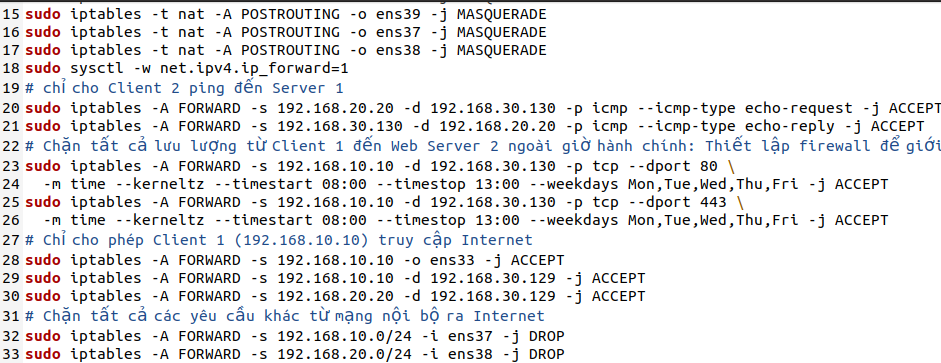 15 sudo iptables -t nat -A POSTROUTING -o ens39 -j MASQUERADE
16 sudo iptables -t nat -A POSTROUTING -o ens37 -j MASQUERADE
17 sudo iptables -t nat -A POSTROUTING -o ens38 -j MASQUERADE
18 sudo sysctl -w net.ipv4.ip_forward=1
19 # chỉ cho Client 2 ping đến Server 1
20 sudo iptables -A FORWARD -s 192.168.20.20 -d 192.168.30.130 -p icmp --icmp-type echo-request -j ACCEPT
21 sudo iptables -A FORWARD -s 192.168.30.130 -d 192.168.20.20 -p icmp --icmp-type echo-reply -j ACCEPT
22 # Chặn tất cả lưu lượng từ Client 1 đến Web Server 2 ngoài giờ hành chính: Thiết lập firewall để giới
23 sudo iptables -A FORWARD -s 192.168.10.10 -d 192.168.30.130 -p tcp --dport 80 \
24   -m time --kerneltz --timestart 08:00 --timestop 13:00 --weekdays Mon,Tue,Wed,Thu,Fri -j ACCEPT
25 sudo iptables -A FORWARD -s 192.168.10.10 -d 192.168.30.130 -p tcp --dport 443 \
26   -m time --kerneltz --timestart 08:00 --timestop 13:00 --weekdays Mon,Tue,Wed,Thu,Fri -j ACCEPT
27 # Chỉ cho phép Client 1 (192.168.10.10) truy cập Internet
28 sudo iptables -A FORWARD -s 192.168.10.10 -o ens33 -j ACCEPT
29 sudo iptables -A FORWARD -s 192.168.10.10 -d 192.168.30.129 -j ACCEPT
30 sudo iptables -A FORWARD -s 192.168.20.20 -d 192.168.30.129 -j ACCEPT
31 # Chặn tất cả các yêu cầu khác từ mạng nội bộ ra Internet
32 sudo iptables -A FORWARD -s 192.168.10.0/24 -i ens37 -j DROP
33 sudo iptables -A FORWARD -s 192.168.20.0/24 -i ens38 -j DROP